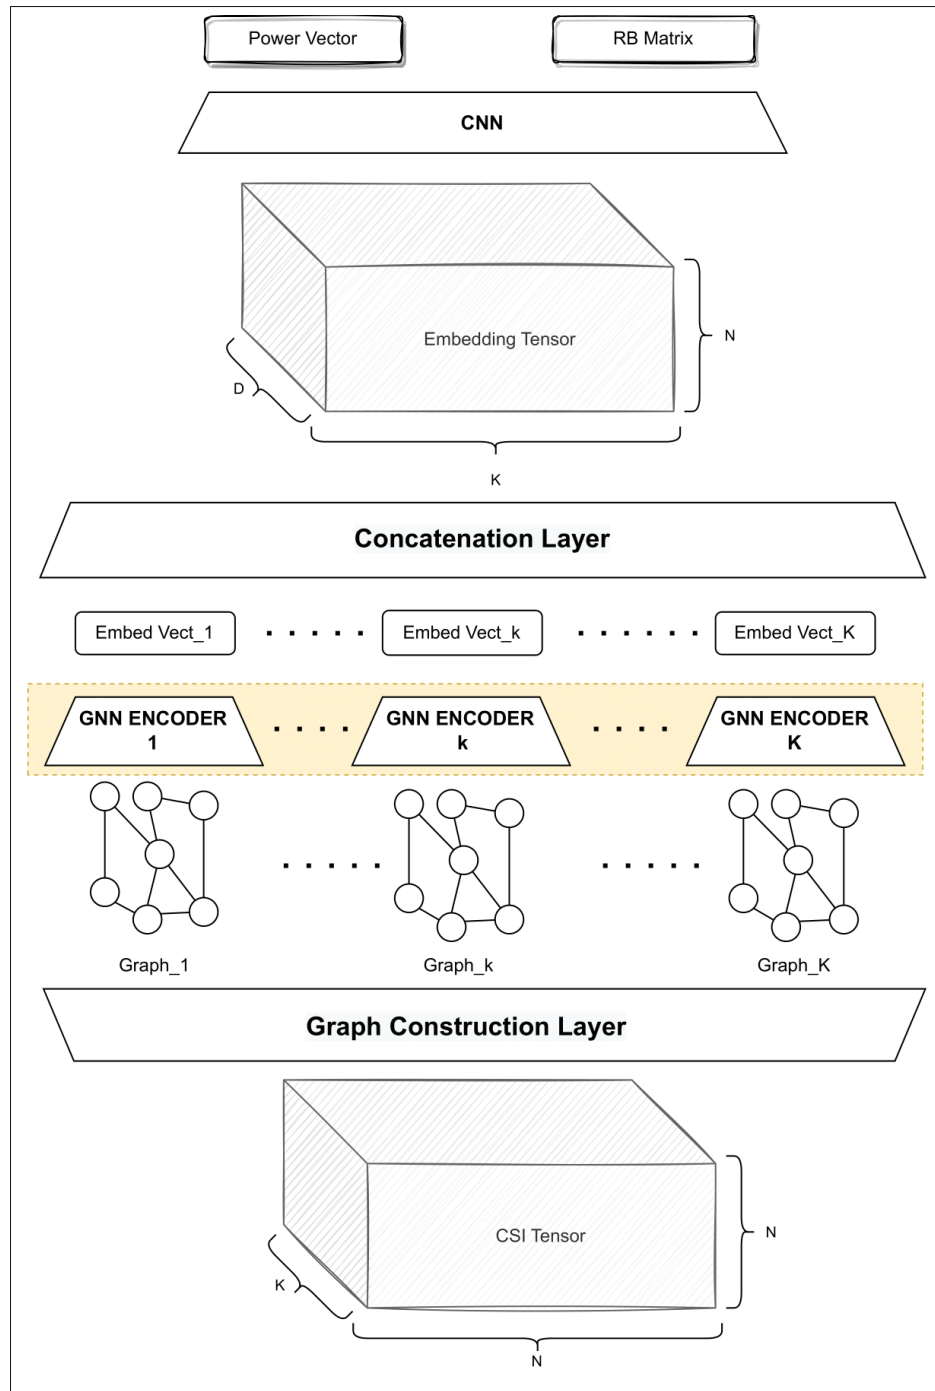 Power Vector
RB Matrix
CNN
Embedding Tensor
N
D
K
Concatenation Layer
Embed Vect_1
Embed Vect_k
Embed Vect_K
GNN ENCODER
1
GNN ENCODER
k
GNN ENCODER
K
Graph_1
Graph_k
Graph_K
Graph Construction Layer
CSI Tensor
N
K
N